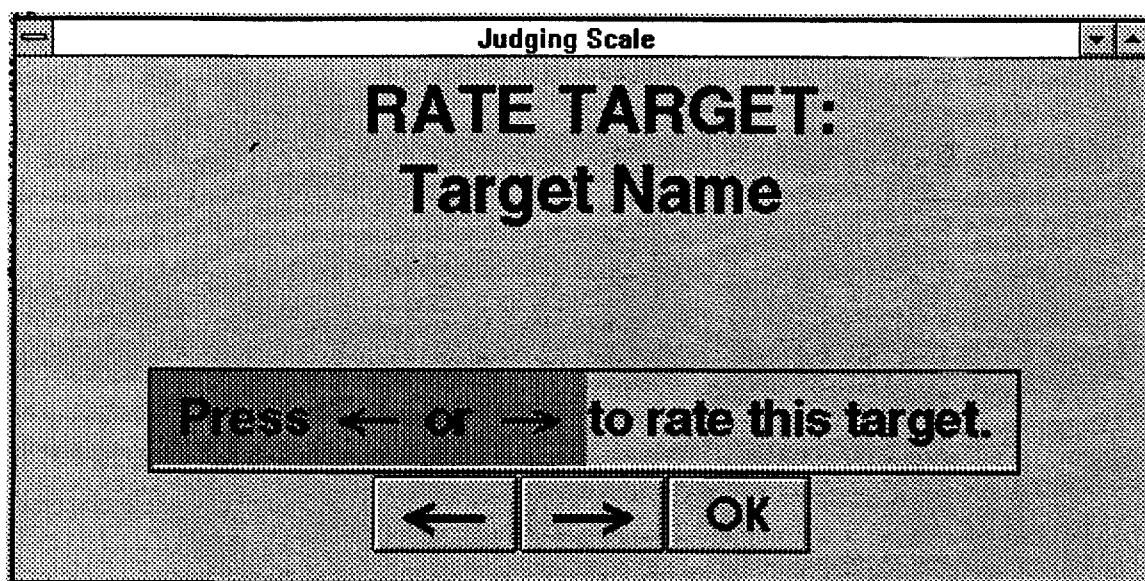 Judging Scale
RATE TARGET:
Target Name
Press ← or → to rate this target.
← → OK